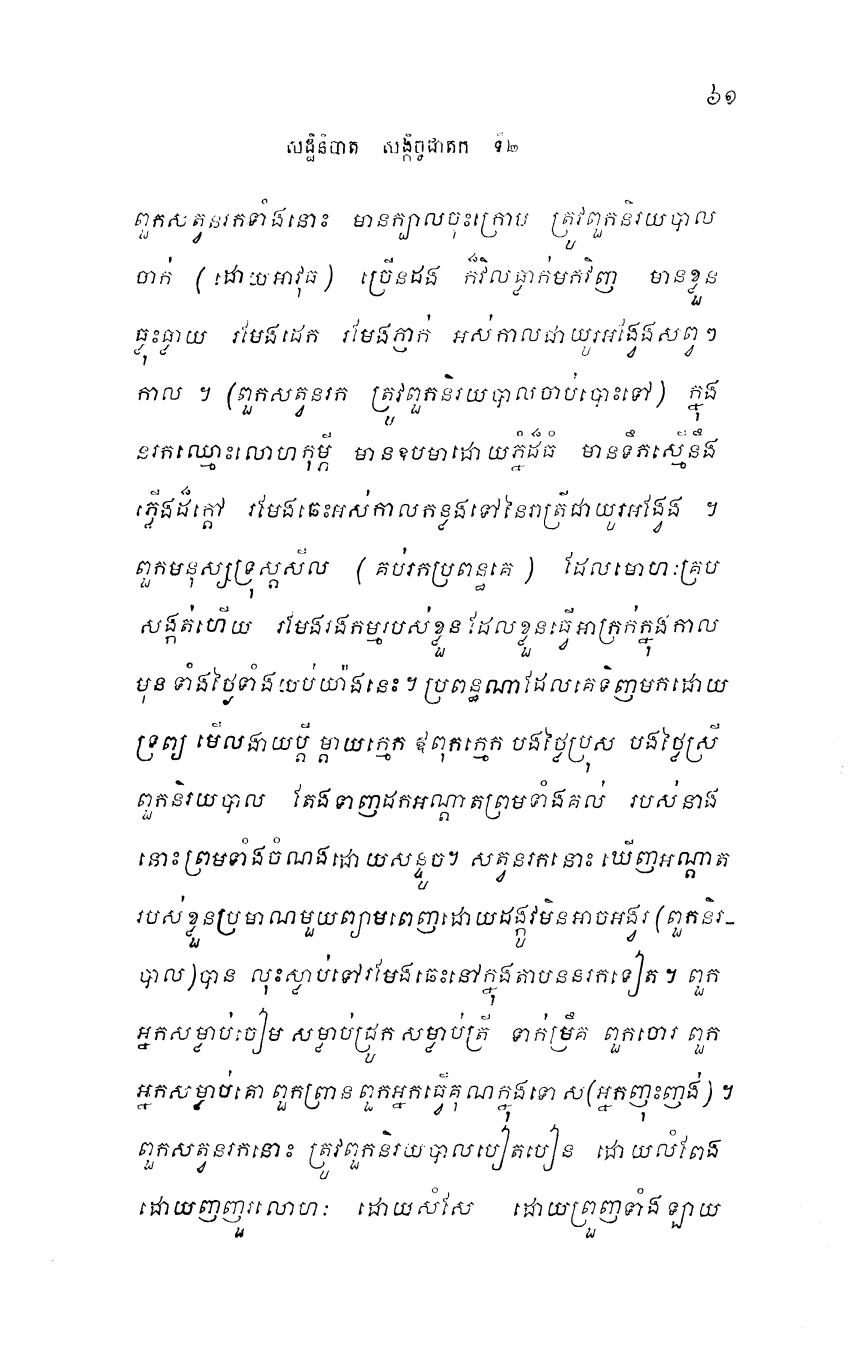 ៦១
សដ្ឋិនិបាត សង្កិច្ចជាតក ទី២
ពួកសត្វនរកទាំងនោះ មានក្បាលចុះក្រោម ត្រូវពួកនិរយបាល
ចាក់ (ដោយអាវុធ) ច្រើនដង ក៏វិលធ្លាក់មកវិញ មានខ្លួន
ធ្លុះធ្លាយ រមែងដេក រមែងភ្ញាក់ អស់កាលជាយូរអង្វែងសព្វៗ
កាល ។ (ពួកសត្វនរក ត្រូវពួកនិរយបាលចាប់បោះទៅ) ក្នុង
នរកឈ្មោះលោហកុម្ភី មានឧបមាដោយភ្នំដ៏ធំ មានទឹកស្មើនឹង
ភ្លើងដ៏ក្តៅ រមែងឆេះអស់កាលកន្លងទៅនៃរាត្រីជាយូរអង្វែង ។
ពួកមនុស្សទ្រុស្តសីល (គប់រកប្រពន្ធគេ) ដែលមោហៈគ្រប
សង្កត់ហើយ រមែងរងកម្មរបស់ខ្លួន ដែលខ្លួនធ្វើអាក្រក់ក្នុងកាល
មុន ទាំងថ្ងៃទាំងយប់យ៉ាងនេះ។ ប្រពន្ធណាដែលគេទិញមកដោយ
ទ្រព្យ មើលងាយប្តី ម្តាយក្មេក ឪពុកក្មេក បងថ្លៃប្រុស បងថ្លៃស្រី
ពួកនិរយបាល តែងទាញដកអណ្តាតព្រមទាំងគល់ របស់នាង
នោះព្រមទាំងចំណងដោយសន្ទូច។ សត្វនរកនោះ ឃើញអណ្តាត
របស់ខ្លួនប្រមាណមួយព្យាមពេញដោយដង្កូវមិនអាចអង្វរ (ពួកនិរ-
បាល)បាន លុះស្លាប់ទៅរមែងឆេះនៅក្នុងតាបននរកទៀត។ ពួក
អ្នកសម្លាប់ចៀម សម្លាប់ជ្រូក សម្លាប់ត្រី ទាក់ម្រឹគ ពួកចោរ ពួក
អ្នកសម្លាប់គោ ពួកព្រាន ពួកអ្នកធ្វើគុណក្នុងទោស(អ្នកញុះញង់) ។
ពួកសត្វនរកនោះ ត្រូវពួកនិរយបាលបៀតបៀន ដោយលំពែង
ដោយញញួរលោហៈ ដោយសំសែ ដោយព្រួញទាំងឡាយ